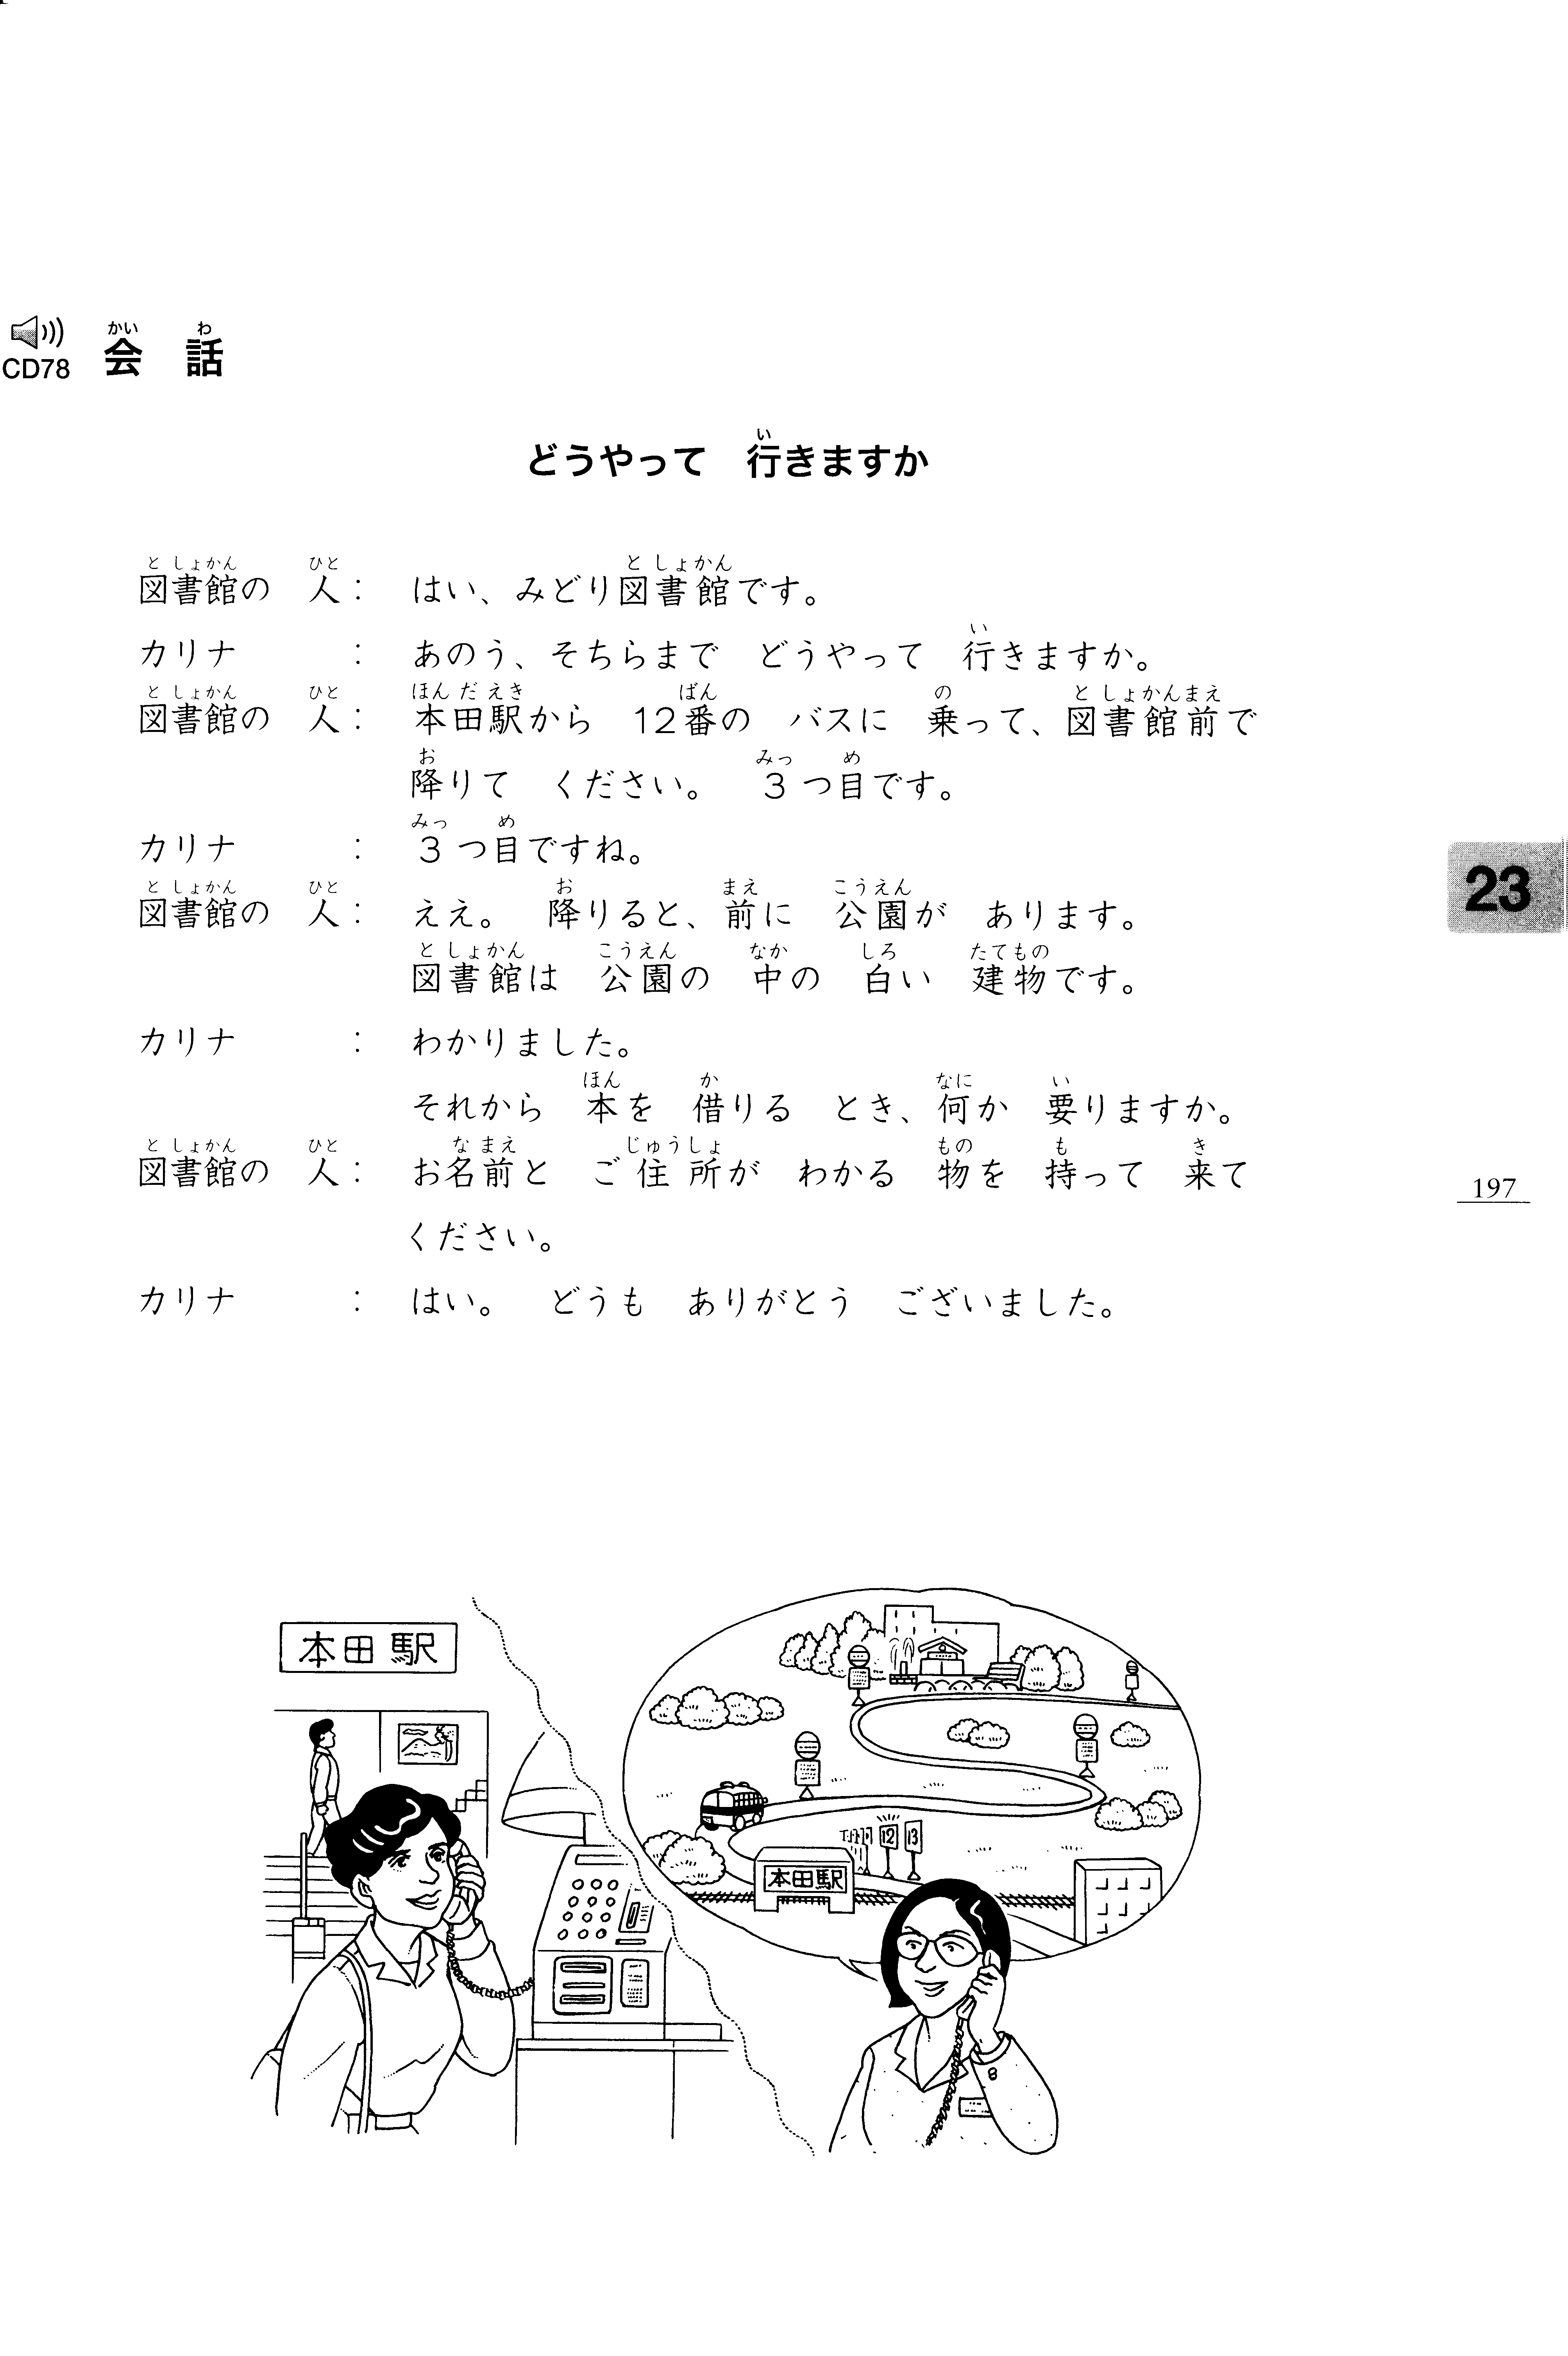 CD78 会話
どうやって 行きますか
図書館の 人： はい、みどり図書館です。
カリナ ： あのう、そちらまで どうやって 行きますか。
図書館の 人： 本田駅から 12番の バスに 乗って、図書館前で
降りて ください。 3つ目です。
カリナ ： 3つ目ですね。
図書館の 人： ええ。 降りると、前に 公園が あります。
図書館は 公園の 中の 白い 建物です。
カリナ ： わかりました。
それから 本を 借りる とき、何か 要りますか。
図書館の 人： お名前と ご住所が わかる 物を 持って 来て
ください。
カリナ ： はい。 どうも ありがとう ございました。
23
197
本田駅
12 13
本田駅